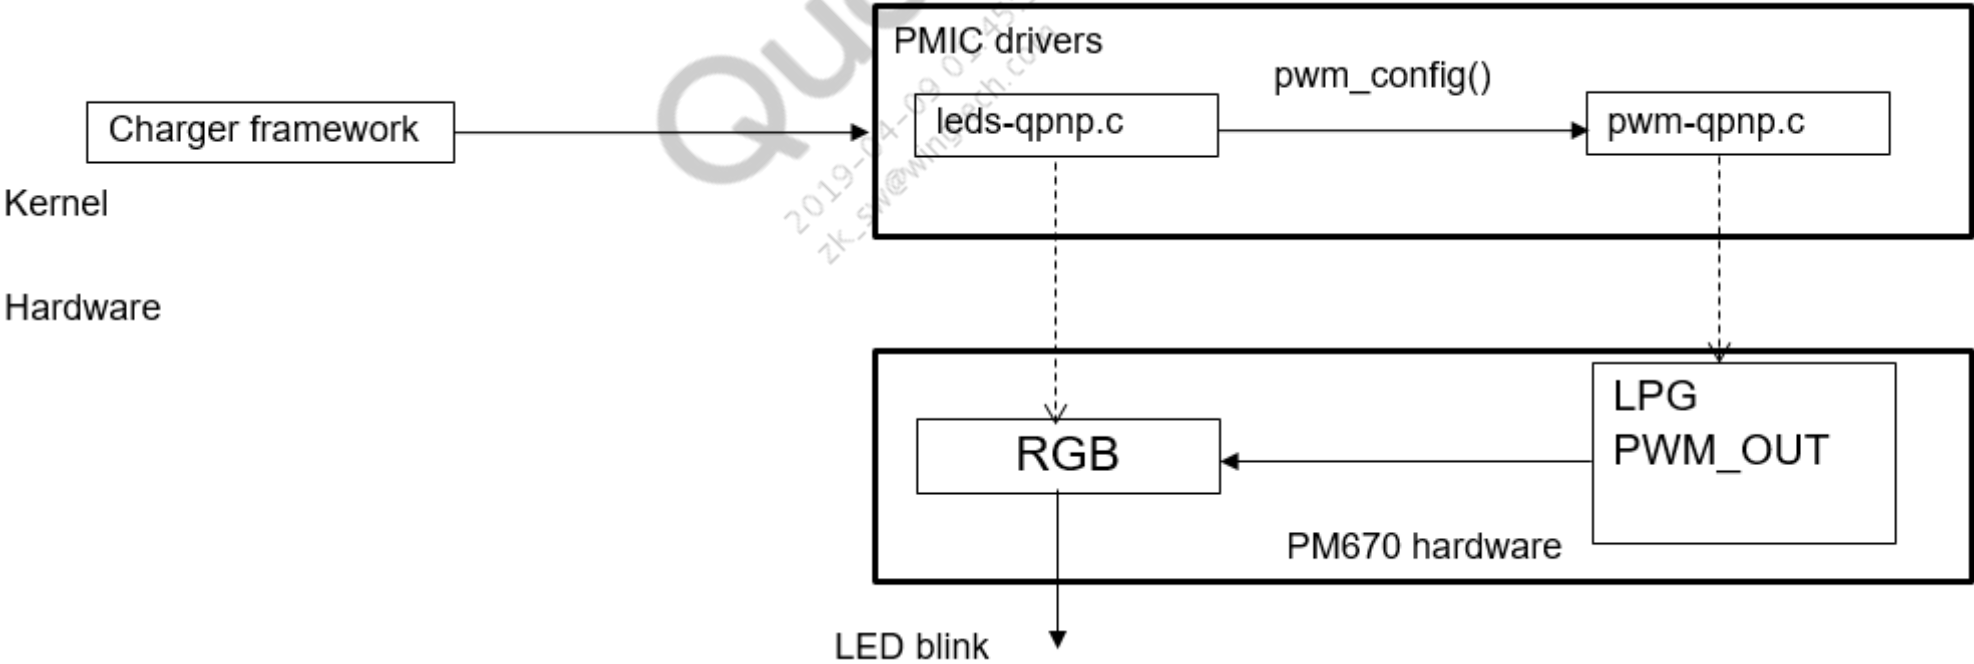 PMIC drivers
pwm_config()
Charger framework
leds-qpnp.c
pwm-qpnp.c
Kernel
Hardware
LPG
PWM_OUT
RGB
PM670 hardware
LED blink